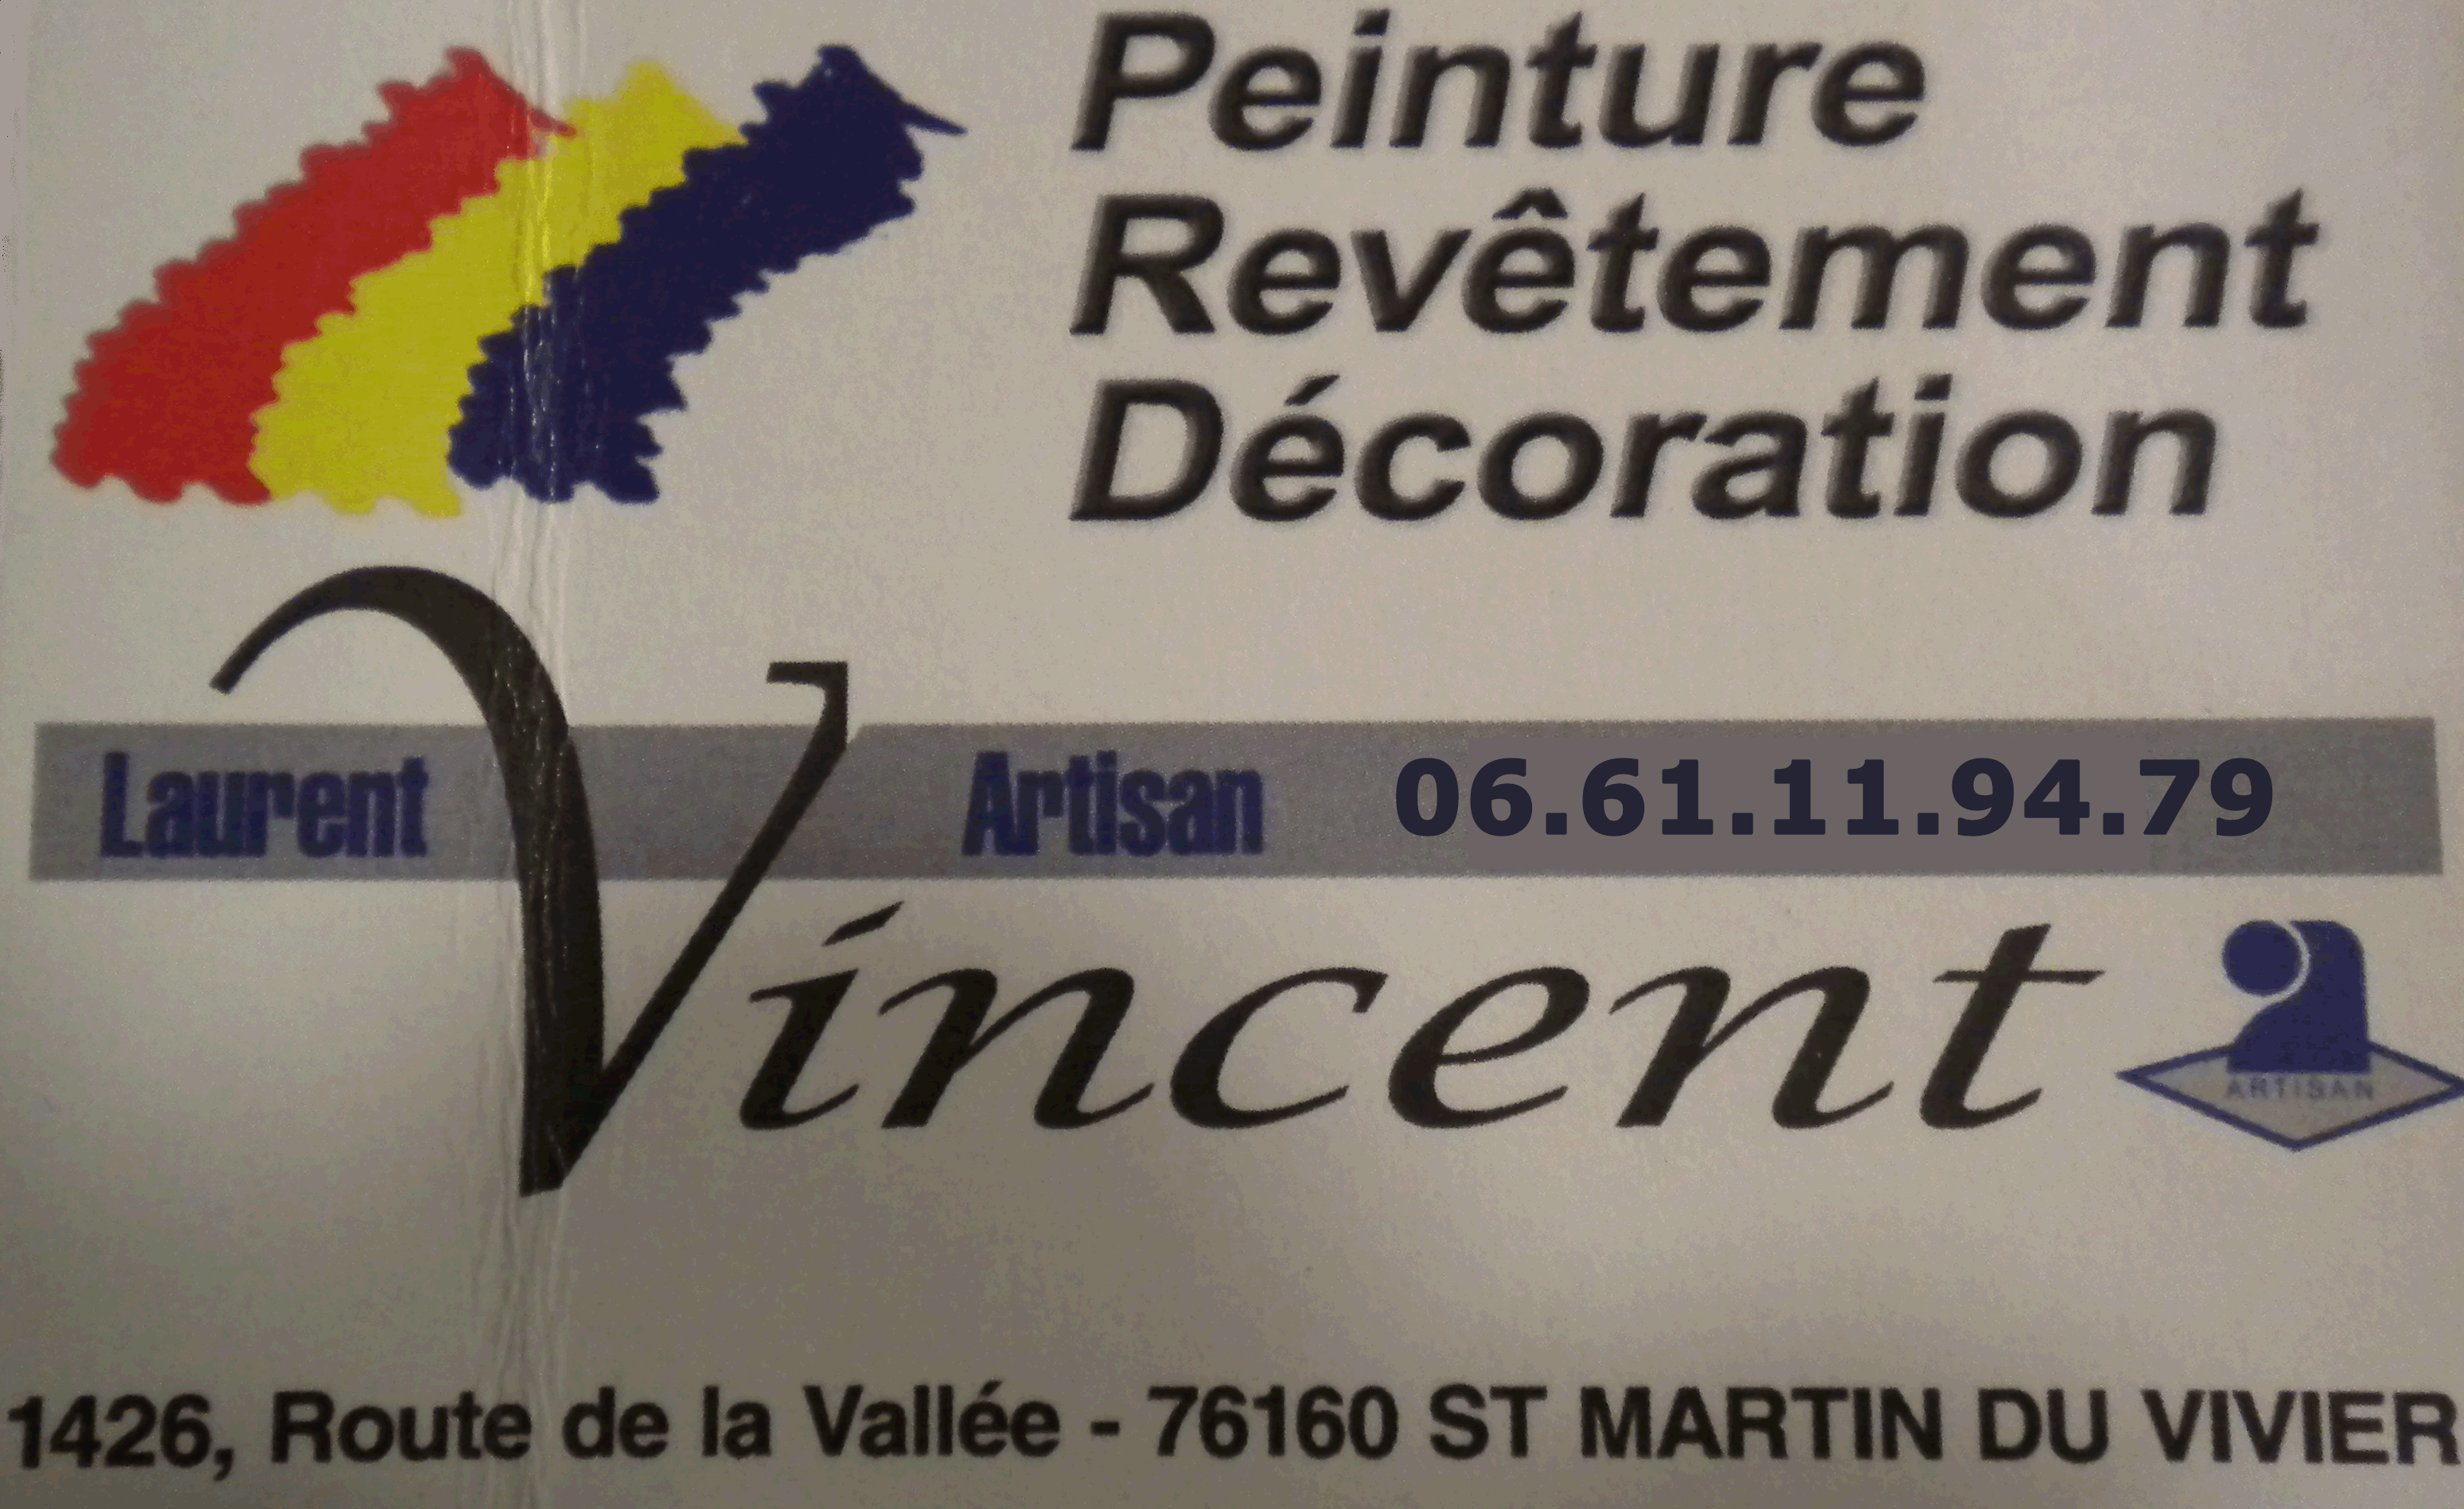 Peinture
Revêtement
Décoration
Laurent Artisan 06.61.11.94.79
Vincent
ARTISAN
1426, Route de la Vallée - 76160 ST MARTIN DU VIVIER